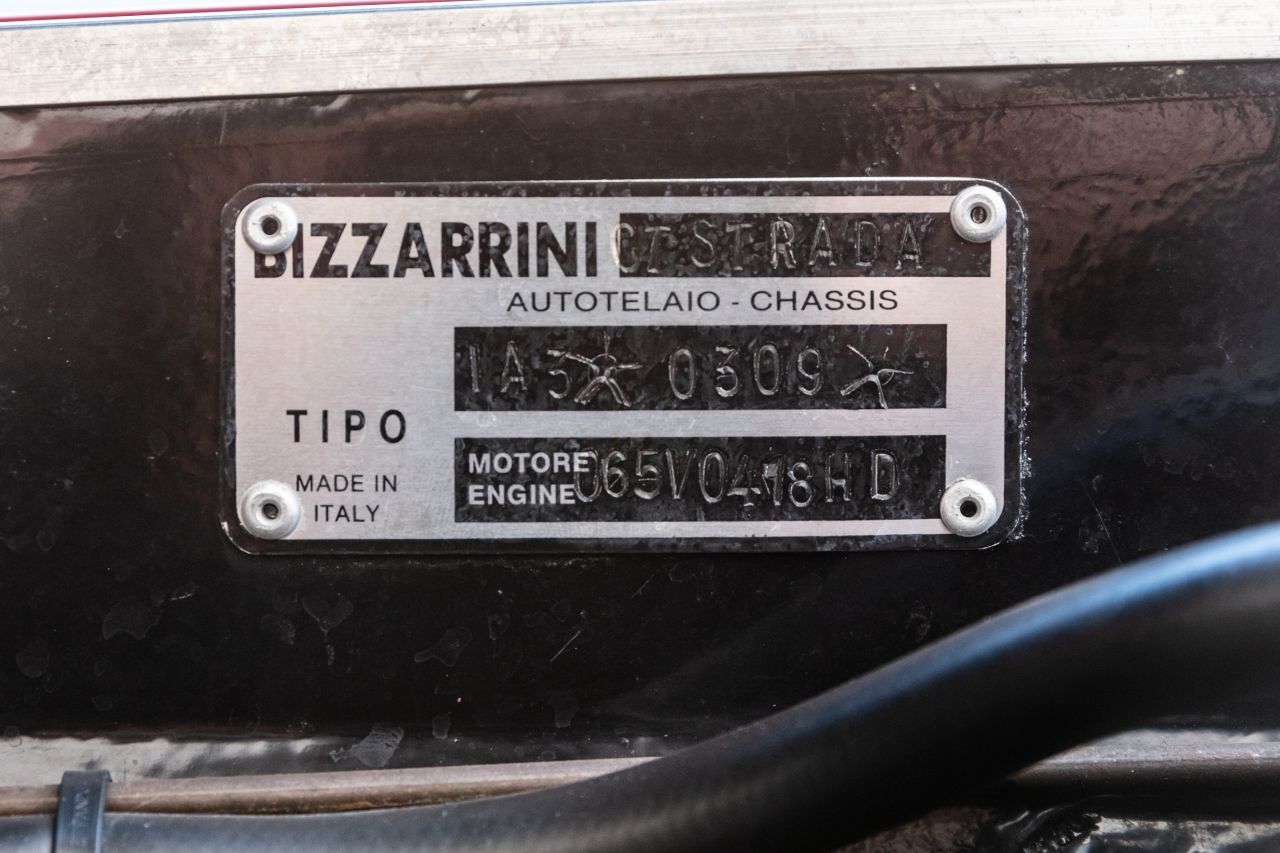 BIZZARRINI GT STRADA
AUTOTELAIO - CHASSIS
IA3* 0309*
TIPO
MOTORE
ENGINE 065V0418HD
MADE IN
ITALY